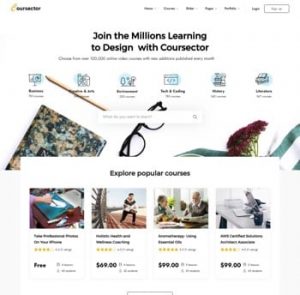 Coursector
Home
Courses
Events
Pages
Portfolio
Contact
Sign up
Join the Millions Learning
to Design with Coursector
Choose from over 100,000 online video courses with new additions published every month
Business
Creative & Arts
Environment
Tech & Coding
History
Literature
What do you want to learn?
Explore popular courses
Take Professional Photos
On Your iPhone
Holistic Health and
Wellness Coaching
Aromatherapy: Using
Essential Oils
AWS Certified Solutions
Architect Associate
Free
$69.00
$99.00
$99.00